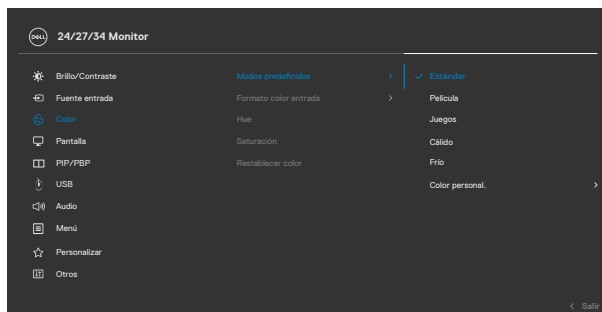 DELL 24/27/34 Monitor
Brillo/Contraste
Fuente entrada
Color
Pantalla
PIP/PBP
USB
Audio
Menú
Personalizar
Otros
Modos predefinidos
Formato color entrada
Hue
Saturación
Restablecer color
Estándar
Película
Juegos
Cálido
Frío
Color personal.
Salir